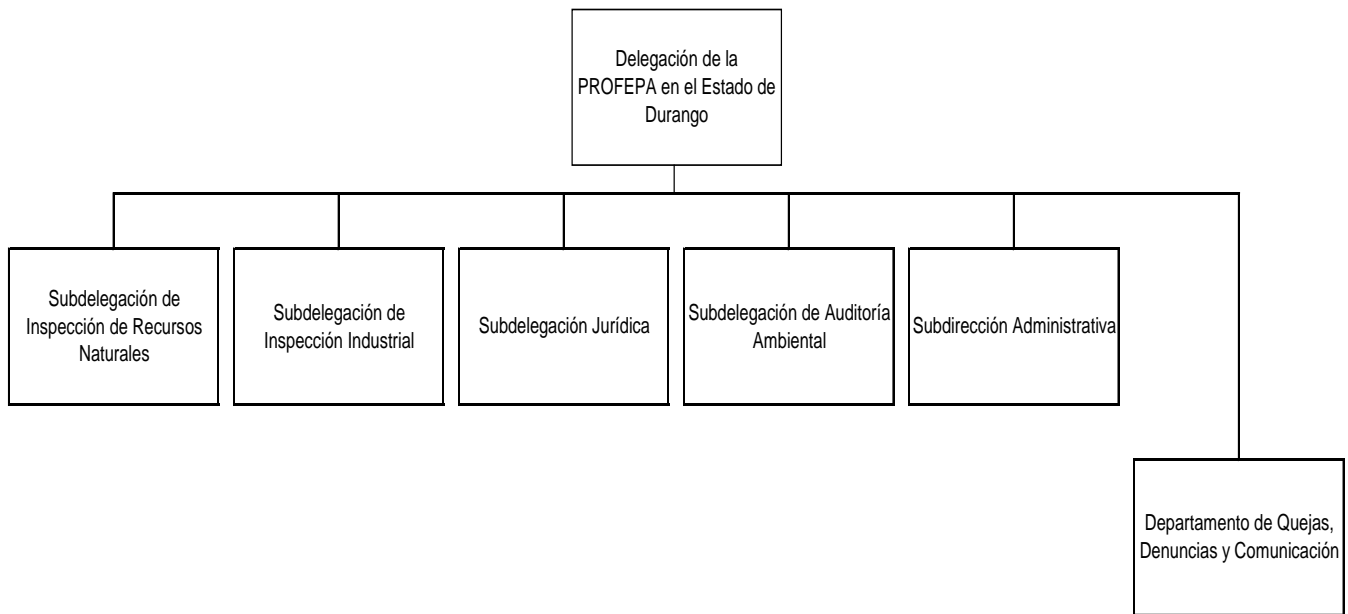 Delegación de la
PROFEPA en el Estado de
Durango
Subdelegación de
Inspección de Recursos
Naturales
Subdelegación de
Inspección Industrial
Subdelegación Jurídica
Subdelegación de Auditoría
Ambiental
Subdirección Administrativa
Departamento de Quejas,
Denuncias y Comunicación